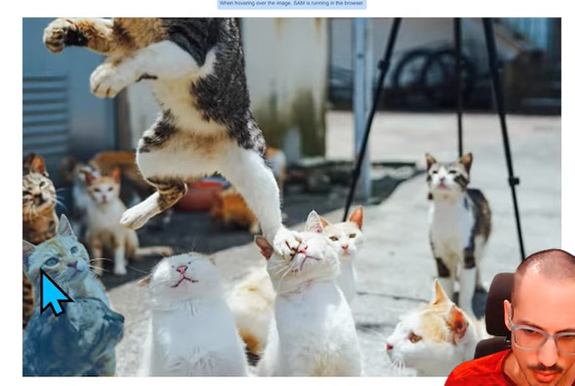 When hovering over the image, SAM is running in the browser